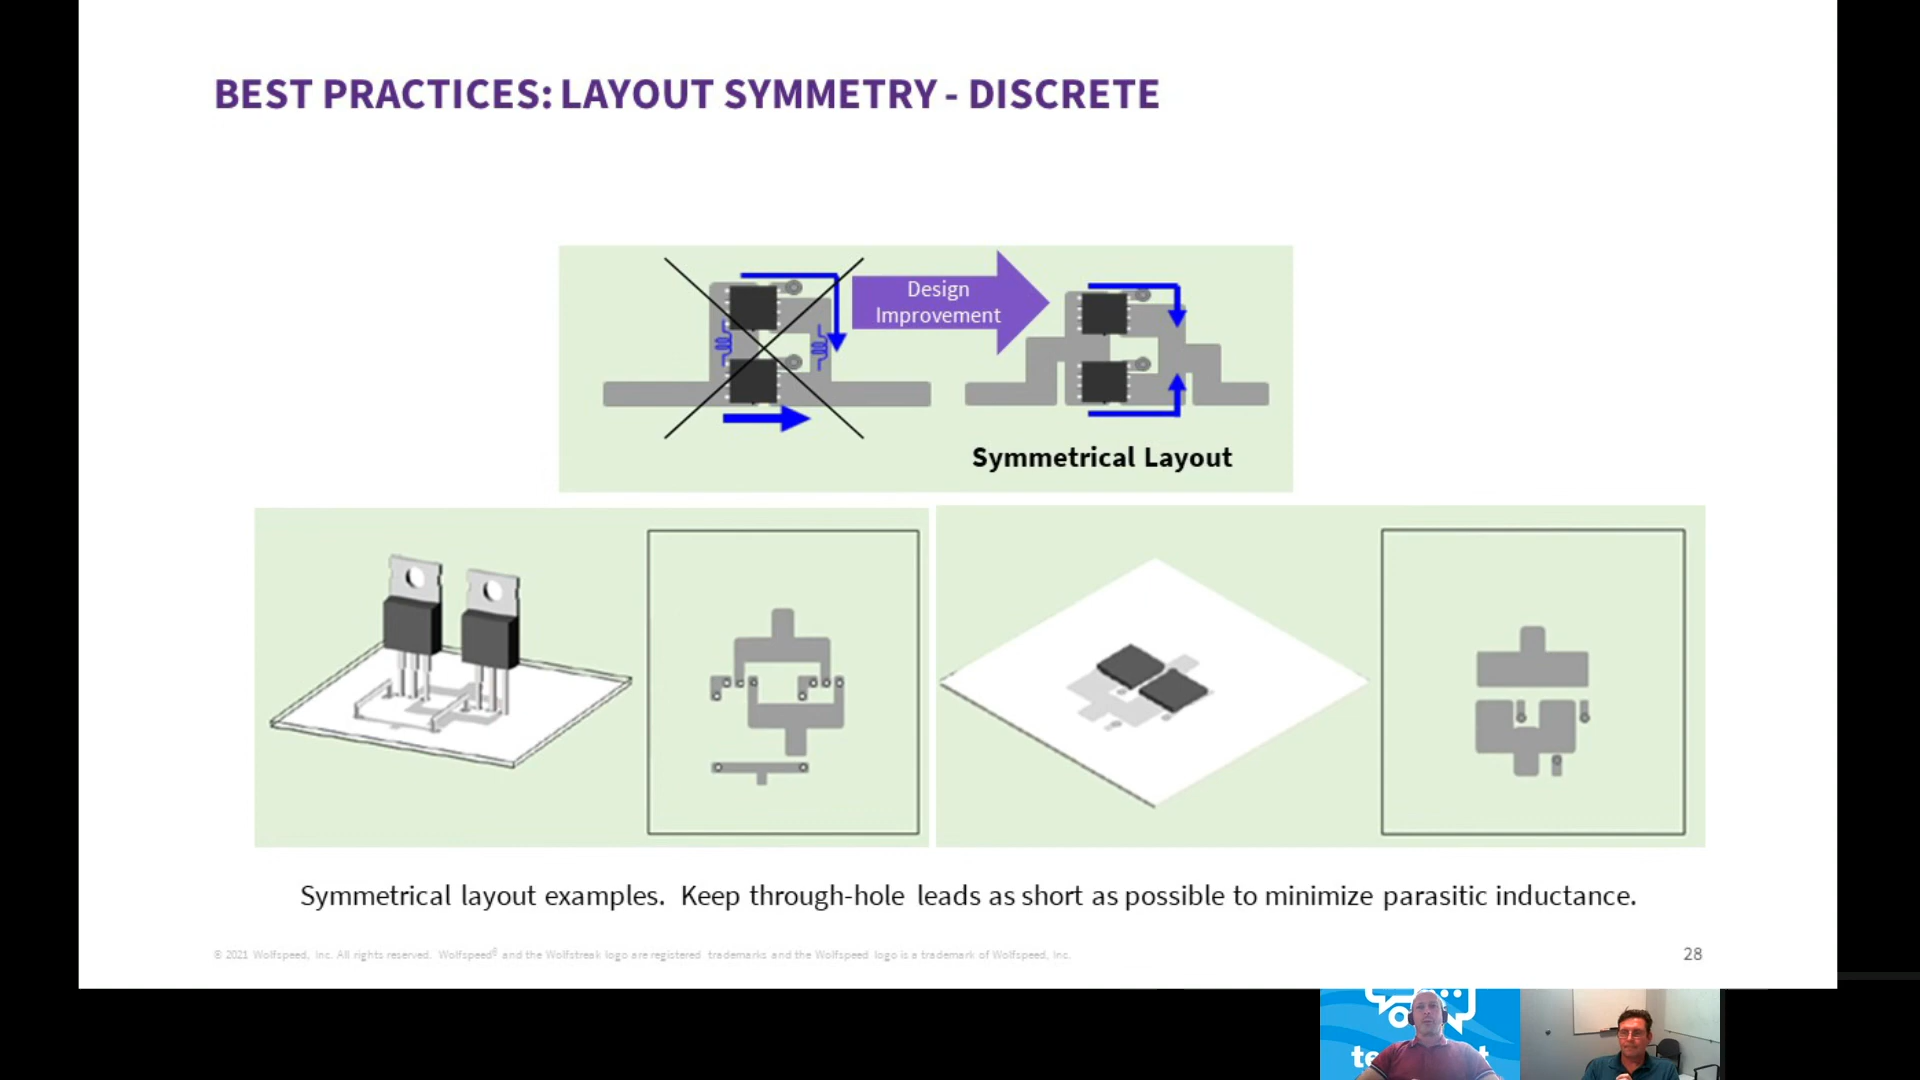 BEST PRACTICES: LAYOUT SYMMETRY - DISCRETE
Design
Improvement
Symmetrical Layout
Symmetrical layout examples. Keep through-hole leads as short as possible to minimize parasitic inductance.
© 2021 Wolfspeed, Inc. All rights reserved. Wolfspeed® and the Wolfstreak logo are registered trademarks and the Wolfspeed logo is a trademark of Wolfspeed, Inc.
28